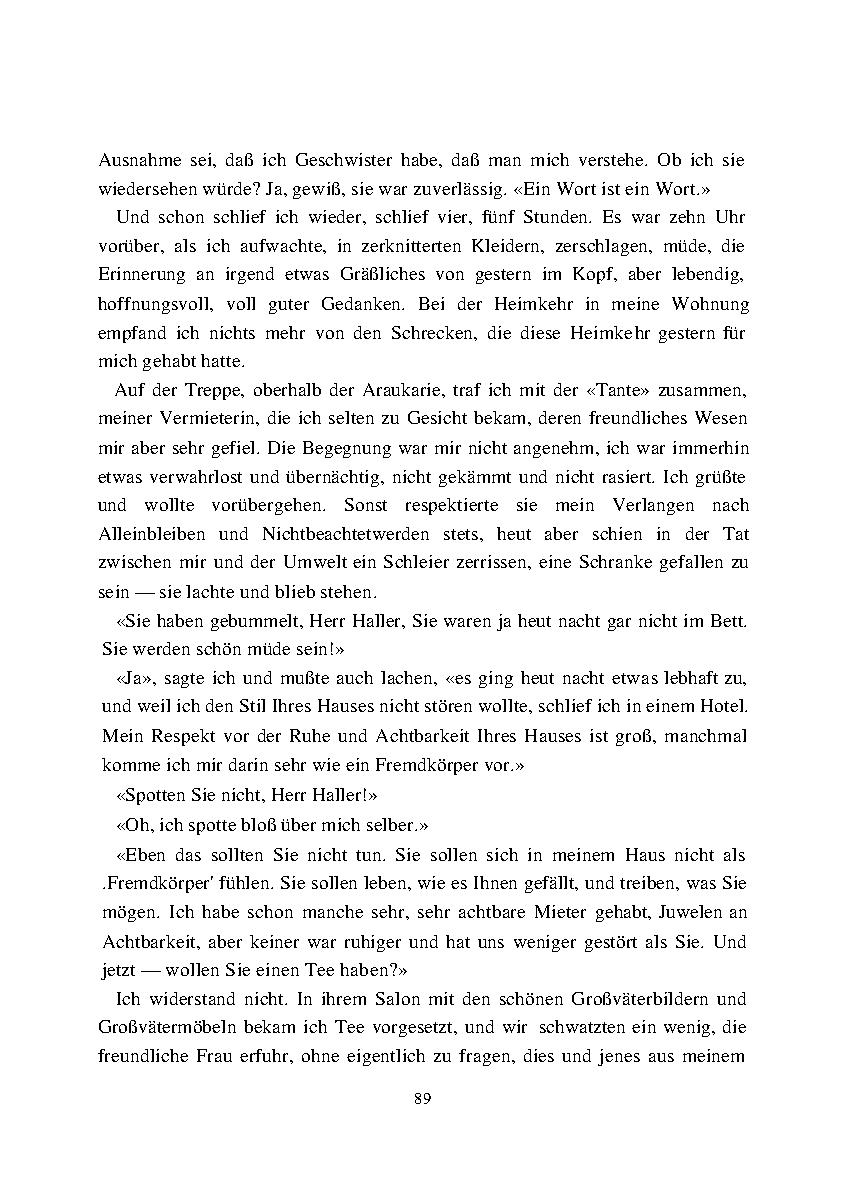 Ausnahme sei, daß ich Geschwister habe, daß man mich verstehe. Ob ich sie
wiedersehen würde? Ja, gewiß, sie war zuverlässig. «Ein Wort ist ein Wort.»
Und schon schlief ich wieder, schlief vier, fünf Stunden. Es war zehn Uhr
vorüber, als ich aufwachte, in zerknitterten Kleidern, zerschlagen, müde, die
Erinnerung an irgend etwas Gräßliches von gestern im Kopf, aber lebendig,
hoffnungsvoll, voll guter Gedanken. Bei der Heimkehr in meine Wohnung
empfand ich nichts mehr von den Schrecken, die diese Heimkehr gestern für
mich gehabt hatte.
Auf der Treppe, oberhalb der Araukarie, traf ich mit der «Tante» zusammen,
meiner Vermieterin, die ich selten zu Gesicht bekam, deren freundliches Wesen
mir aber sehr gefiel. Die Begegnung war mir nicht angenehm, ich war immerhin
etwas verwahrlost und übernächtig, nicht gekämmt und nicht rasiert. Ich grüßte
und wollte vorübergehen. Sonst respektierte sie mein Verlangen nach
Alleinbleiben und Nichtbeachtetwerden stets, heut aber schien in der Tat
zwischen mir und der Umwelt ein Schleier zerrissen, eine Schranke gefallen zu
sein — sie lachte und blieb stehen.
«Sie haben gebummelt, Herr Haller, Sie waren ja heut nacht gar nicht im Bett.
Sie werden schön müde sein!»
«Ja», sagte ich und mußte auch lachen, «es ging heut nacht etwas lebhaft zu,
und weil ich den Stil Ihres Hauses nicht stören wollte, schlief ich in einem Hotel.
Mein Respekt vor der Ruhe und Achtbarkeit Ihres Hauses ist groß, manchmal
komme ich mir darin sehr wie ein Fremdkörper vor.»
«Spotten Sie nicht, Herr Haller!»
«Oh, ich spotte bloß über mich selber.»
«Eben das sollten Sie nicht tun. Sie sollen sich in meinem Haus nicht als
.Fremdkörper' fühlen. Sie sollen leben, wie es Ihnen gefällt, und treiben, was Sie
mögen. Ich habe schon manche sehr, sehr achtbare Mieter gehabt, Juwelen an
Achtbarkeit, aber keiner war ruhiger und hat uns weniger gestört als Sie. Und
jetzt — wollen Sie einen Tee haben?»
Ich widerstand nicht. In ihrem Salon mit den schönen Großväterbildern und
Großvätermöbeln bekam ich Tee vorgesetzt, und wir schwatzten ein wenig, die
freundliche Frau erfuhr, ohne eigentlich zu fragen, dies und jenes aus meinem
89